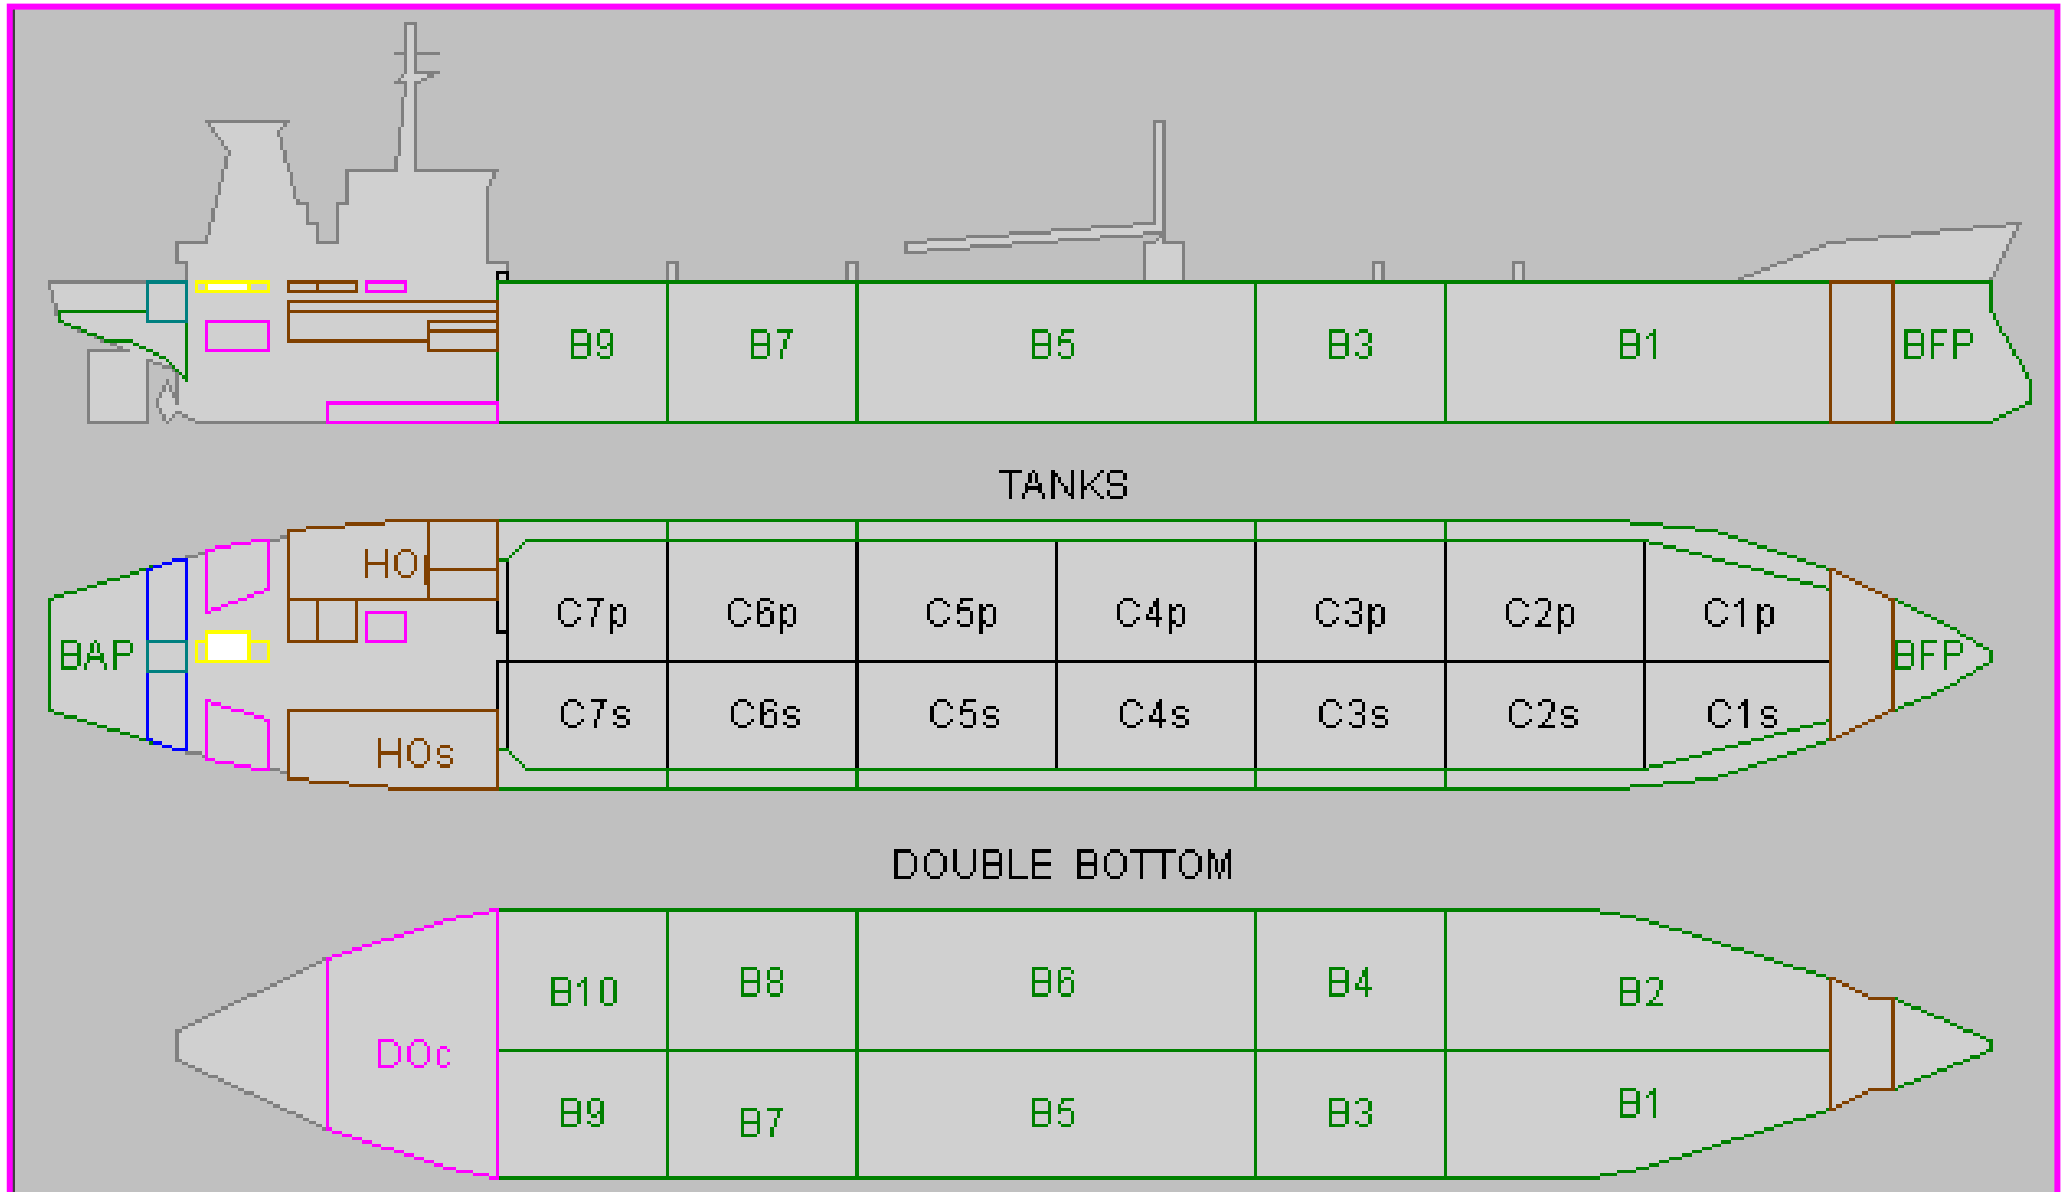 B9 B7 B5 B3 B1 BFP
TANKS
C7p C6p C5p C4p C3p C2p C1p
BAP BFP
C7s C6s C5s C4s C3s C2s C1s
HOs
DOUBLE BOTTOM
B10 B8 B6 B4 B2
DOc
B9 B7 B5 B3 B1